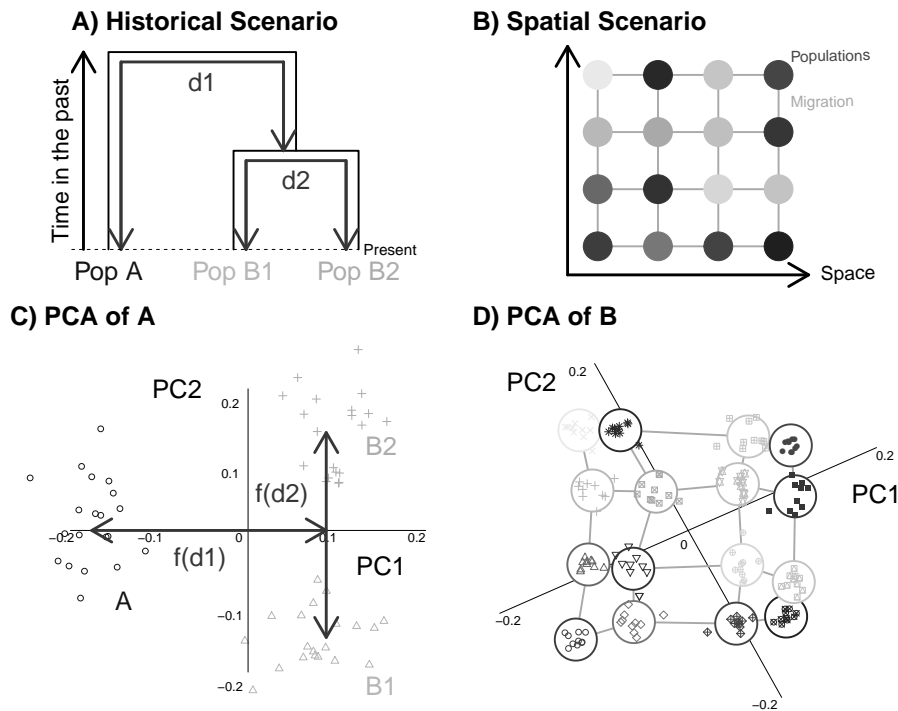 A) Historical Scenario
Time in the past
d1
d2
Present
Pop A
Pop B1
Pop B2
B) Spatial Scenario
Populations
Migration
Space
C) PCA of A
PC2
0.2
B2
0.1
f(d2)
−0.2
−0.1
0
0.1
0.2
f(d1)
PC1
A
−0.1
B1
−0.2
D) PCA of B
PC2
0.2
0.2
PC1
0
−0.2
−0.2